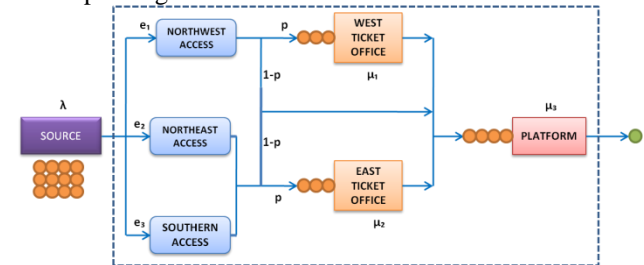 λ
SOURCE
e₁
e₂
e₃
NORTHWEST
ACCESS
NORTHEAST
ACCESS
SOUTHERN
ACCESS
p
1-p
1-p
p
WEST
TICKET
OFFICE
μ₁
EAST
TICKET
OFFICE
μ₂
μ₃
PLATFORM